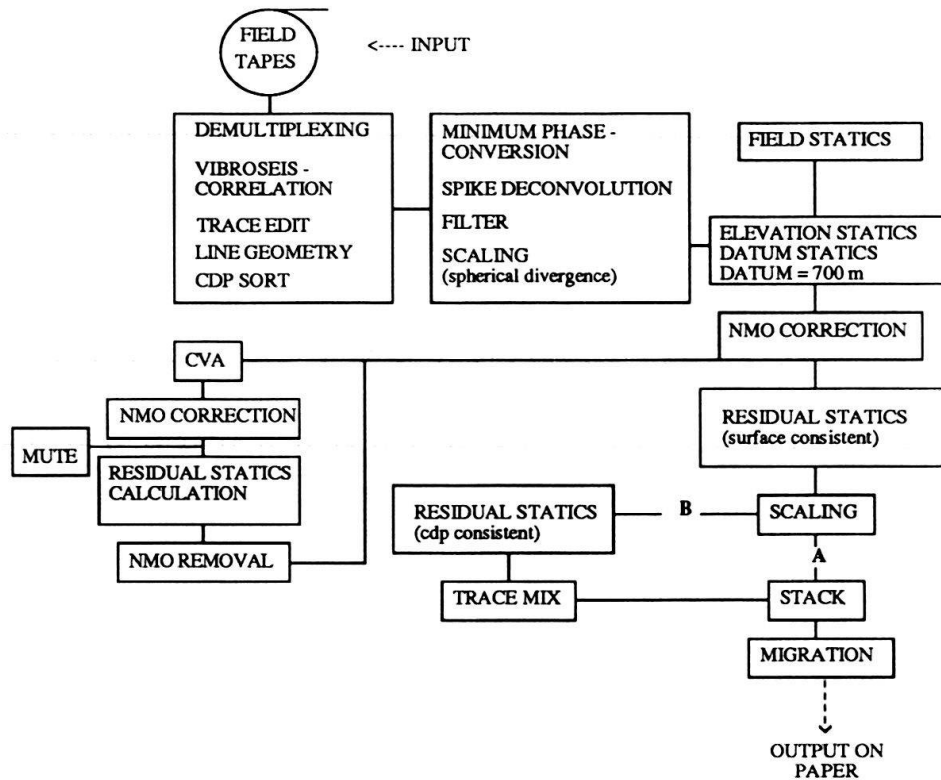 FIELD
TAPES
<---- INPUT
DEMULTIPLEXING
VIBROSEIS -
CORRELATION
TRACE EDIT
LINE GEOMETRY
CDP SORT
MINIMUM PHASE -
CONVERSION
SPIKE DECONVOLUTION
FILTER
SCALING
(spherical divergence)
FIELD STATICS
ELEVATION STATICS
DATUM STATICS
DATUM = 700 m
NMO CORRECTION
CVA
NMO CORRECTION
MUTE
RESIDUAL STATICS
CALCULATION
NMO REMOVAL
RESIDUAL STATICS
(surface consistent)
RESIDUAL STATICS
(cdp consistent)
B
SCALING
A
TRACE MIX
STACK
MIGRATION
OUTPUT ON
PAPER